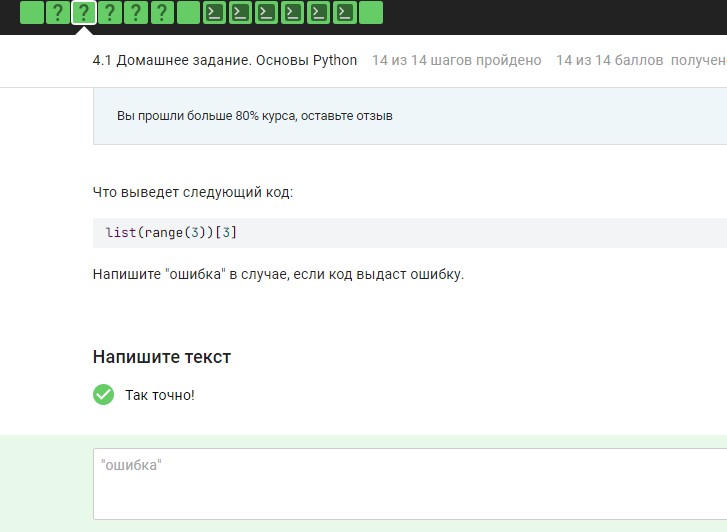 ? ? ? ? ?
4.1 Домашнее задание. Основы Python 14 из 14 шагов пройдено 14 из 14 баллов получен
Вы прошли больше 80% курса, оставьте отзыв
Что выведет следующий код:
list(range(3))[3]
Напишите "ошибка" в случае, если код выдаст ошибку.
Напишите текст
Так точно!
"ошибка"